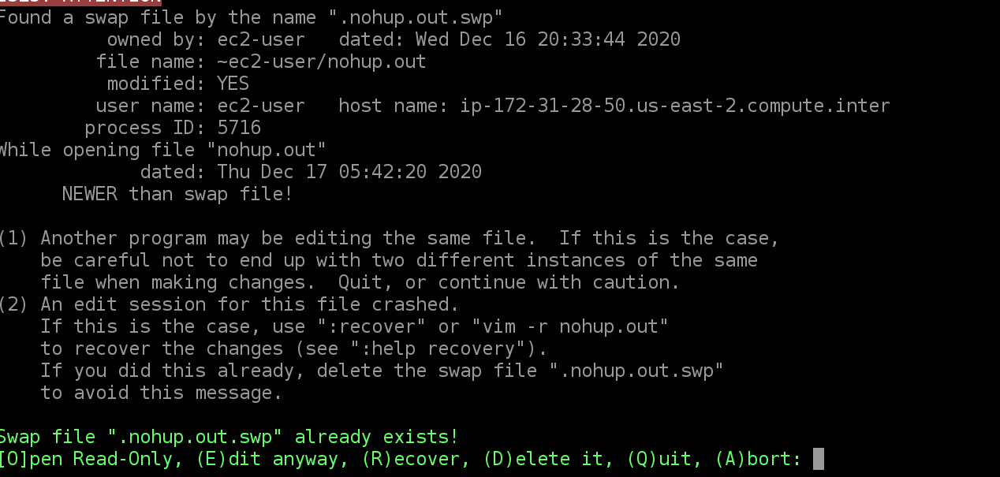 Found a swap file by the name ".nohup.out.swp"
          owned by: ec2-user   dated: Wed Dec 16 20:33:44 2020
         file name: ~ec2-user/nohup.out
          modified: YES
         user name: ec2-user   host name: ip-172-31-28-50.us-east-2.compute.inter
        process ID: 5716
While opening file "nohup.out"
             dated: Thu Dec 17 05:42:20 2020
      NEWER than swap file!

(1) Another program may be editing the same file.  If this is the case,
    be careful not to end up with two different instances of the same
    file when making changes.  Quit, or continue with caution.
(2) An edit session for this file crashed.
    If this is the case, use ":recover" or "vim -r nohup.out"
    to recover the changes (see ":help recovery").
    If you did this already, delete the swap file ".nohup.out.swp"
    to avoid this message.

Swap file ".nohup.out.swp" already exists!
[O]pen Read-Only, (E)dit anyway, (R)ecover, (D)elete it, (Q)uit, (A)bort: